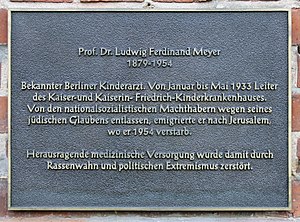 Prof. Dr. Ludwig Ferdinand Meyer
1879-1954
Bekannter Berliner Kinderarzt. Von Januar bis Mai 1933 Leiter
des Kaiser-und Kaiserin- Friedrich-Kinderkrankenhauses.
Von den nationalsozialistischen Machthabern wegen seines
jüdischen Glaubens entlassen, emigrierte er nach Jerusalem,
wo er 1954 verstarb.
Herausragende medizinische Versorgung wurde damit durch
Rassenwahn und politischen Extremismus zerstört.